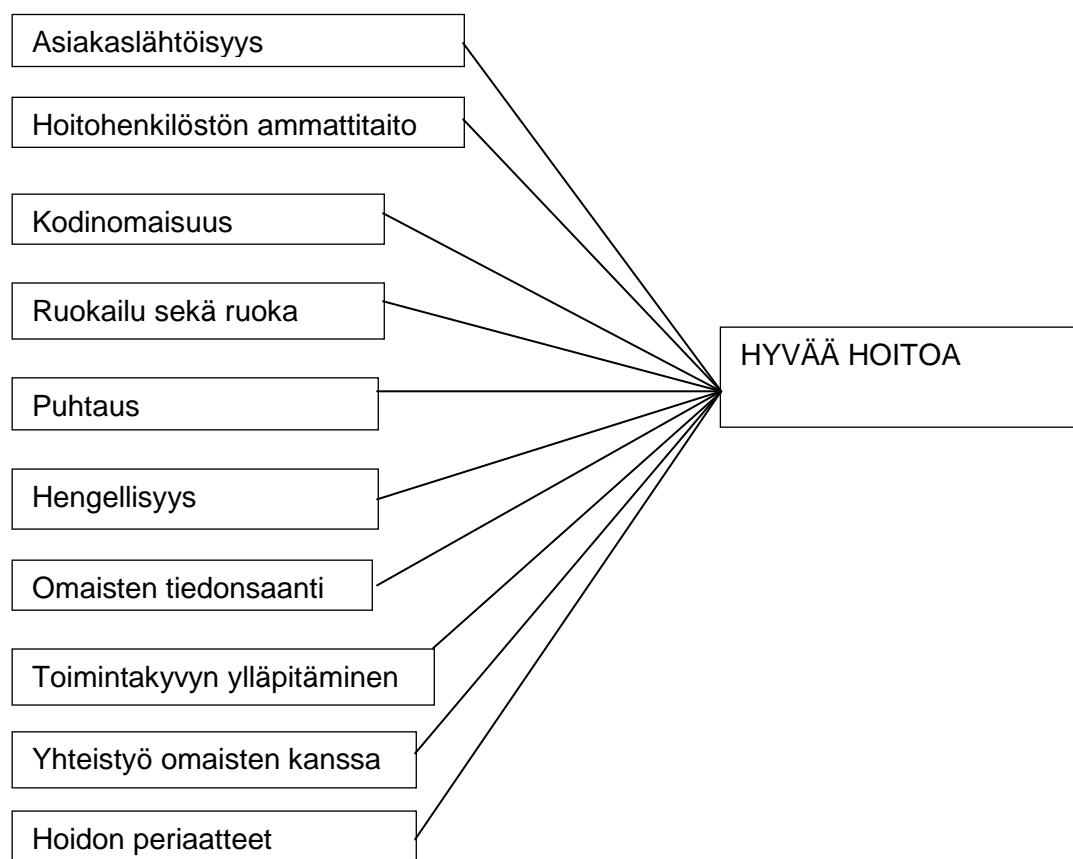 Asiakaslähtöisyys
Hoitohenkilöstön ammattitaito
Kodinomaisuus
Ruokailu sekä ruoka
HYVÄÄ HOITOA
Puhtaus
Hengellisyys
Omaisten tiedonsaanti
Toimintakyvyn ylläpitäminen
Yhteistyö omaisten kanssa
Hoidon periaatteet